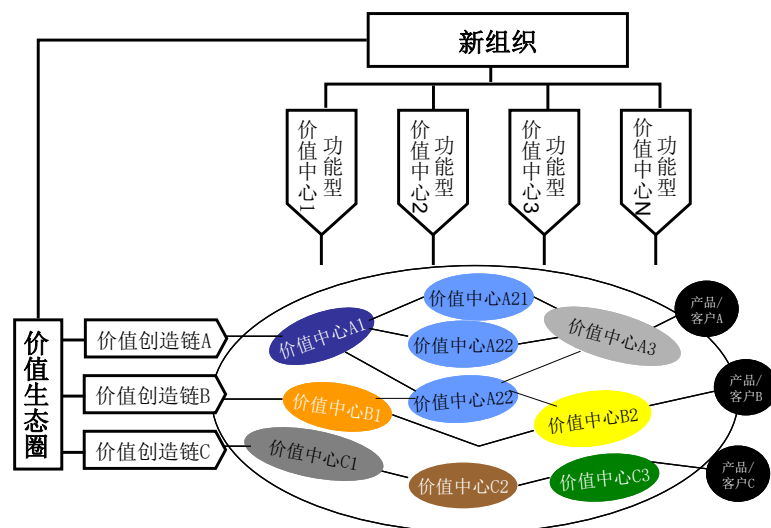 新组织
功能型
价值中心1
功能型
价值中心2
功能型
价值中心3
功能型
价值中心N
价值生态圈
价值创造链A
价值创造链B
价值创造链C
价值中心A1
价值中心A21
价值中心A22
价值中心A22
价值中心A3
产品/
客户A
价值中心B1
价值中心B2
产品/
客户B
价值中心C1
价值中心C2
价值中心C3
产品/
客户C